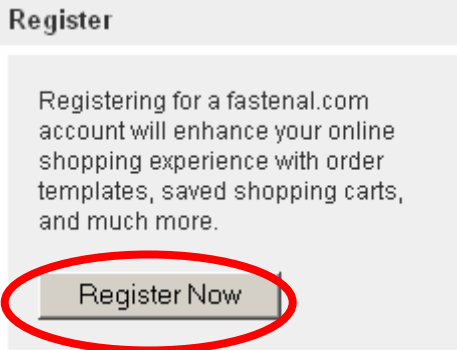 Register
Registering for a fastenal.com
account will enhance your online
shopping experience with order
templates, saved shopping carts,
and much more.
Register Now